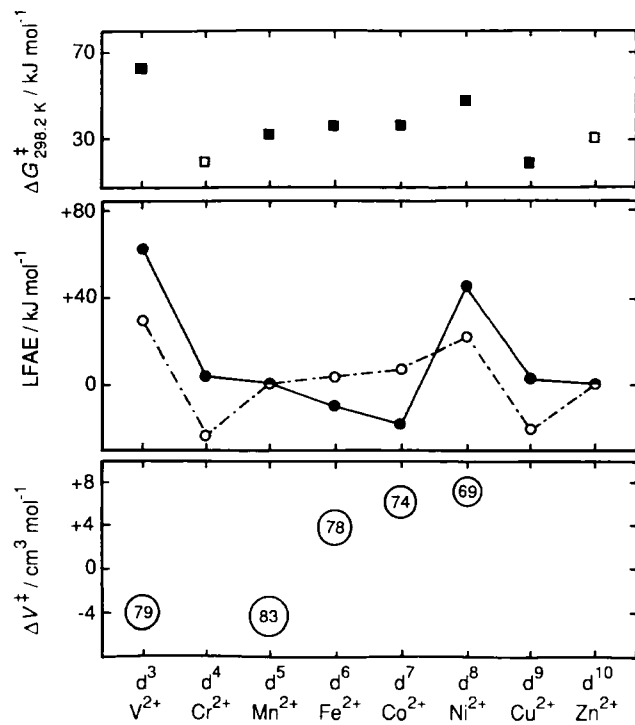 ΔG‡298.2 K / kJ mol⁻¹
70
30
LFAE / kJ mol⁻¹
+80
+40
0
ΔV‡ / cm³ mol⁻¹
+8
+4
0
-4
79
83
78
74
69
d³ d⁴ d⁵ d⁶ d⁷ d⁸ d⁹ d¹⁰
V²⁺ Cr²⁺ Mn²⁺ Fe²⁺ Co²⁺ Ni²⁺ Cu²⁺ Zn²⁺